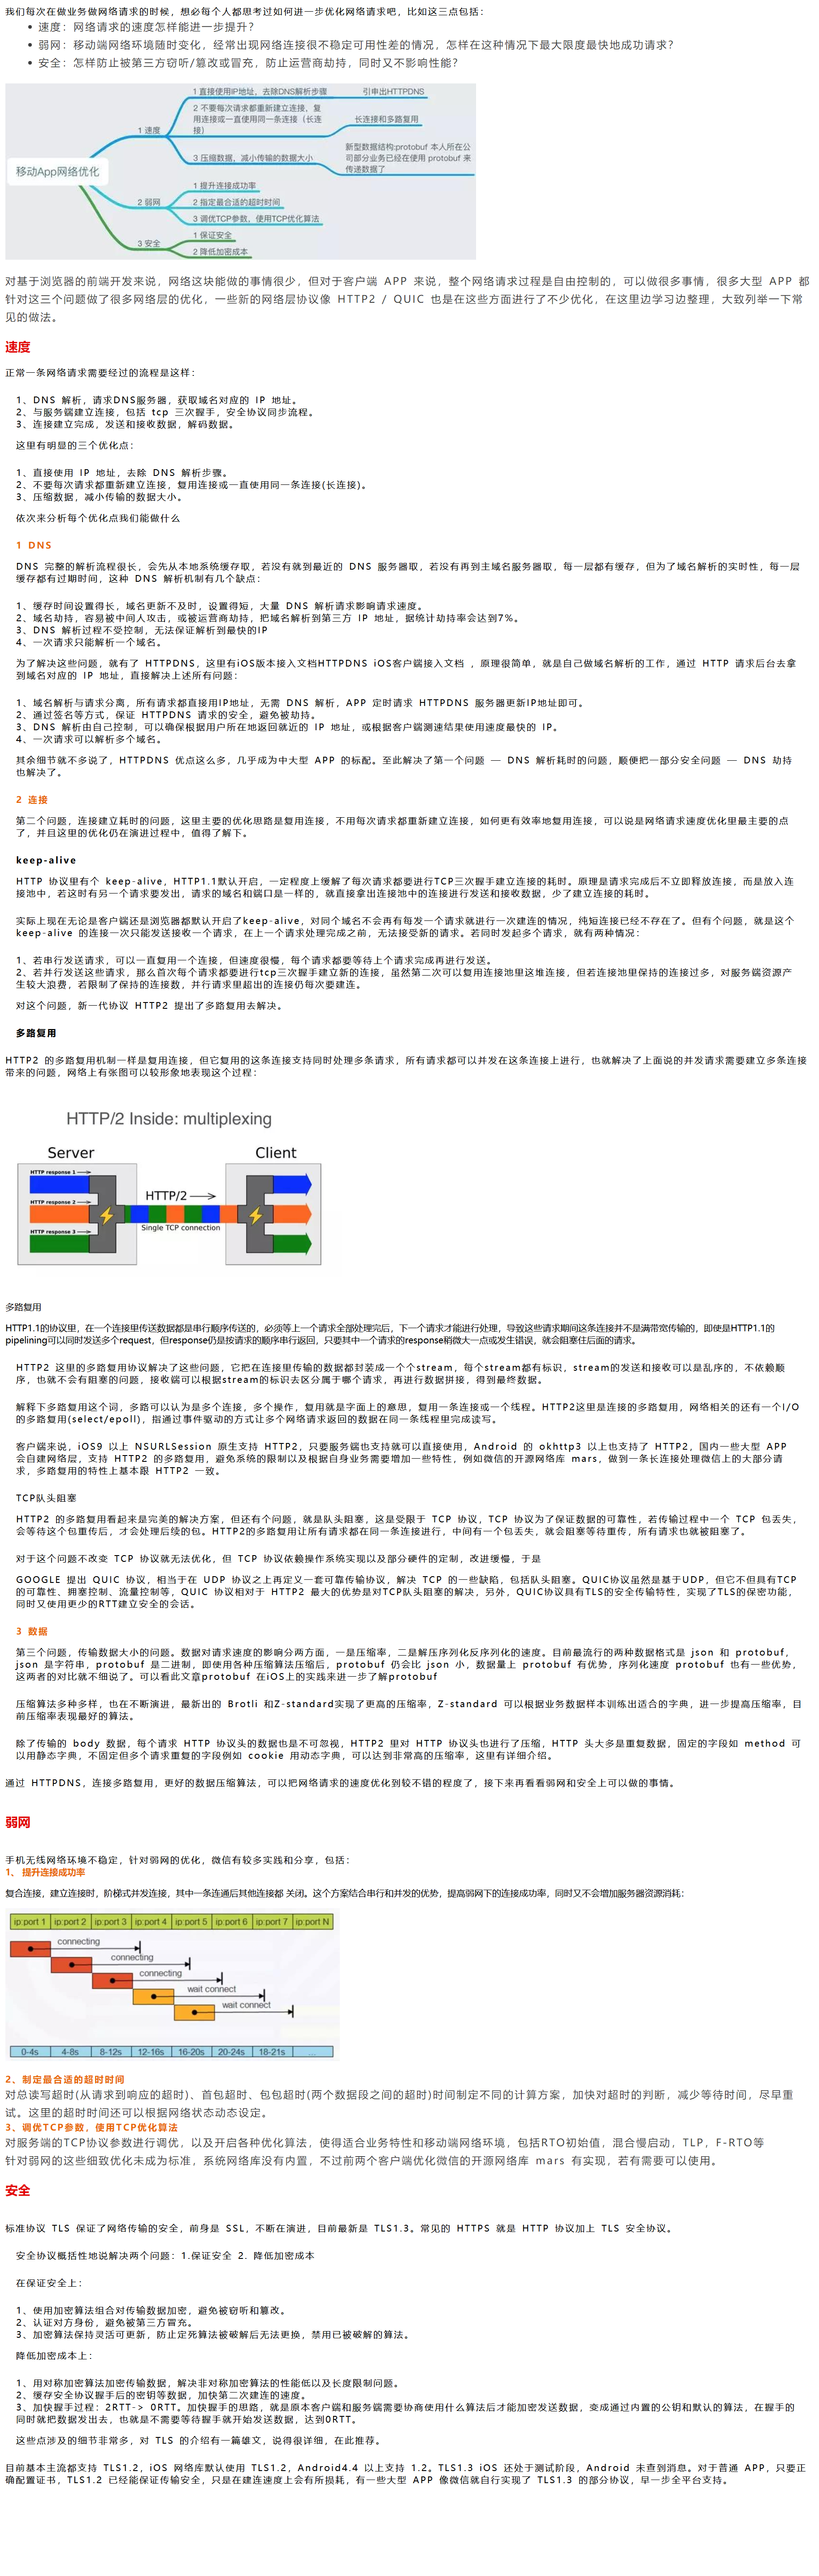 我们每次在做业务做网络请求的时候，想必每个人都思考过如何进一步优化网络请求吧，比如这三点包括：
• 速度：网络请求的速度怎样能进一步提升？
• 弱网：移动端网络环境随时变化，经常出现网络连接很不稳定可用性差的情况，怎样在这种情况下最大限度最快地成功请求？
• 安全：怎样防止被第三方窃听/篡改或冒充，防止运营商劫持，同时又不影响性能？
移动App网络优化
1 速度
1 直接使用IP地址，去除DNS解析步骤
引申出HTTPDNS
2 不要每次请求都重新建立连接，复
用连接或一直使用同一条连接（长连
接）
长连接和多路复用
3 压缩数据，减小传输的数据大小
新型数据结构:protobuf 本人所在公
司部分业务已经在使用 protobuf 来
传递数据了
2 弱网
1 提升连接成功率
2 指定最合适的超时时间
3 调优TCP参数，使用TCP优化算法
3 安全
1 保证安全
2 降低加密成本
对基于浏览器的前端开发来说，网络这块能做的事情很少，但对于客户端 APP 来说，整个网络请求过程是自由控制的，可以做很多事情，很多大型 APP 都
针对这三个问题做了很多网络层的优化，一些新的网络层协议像 HTTP2 / QUIC 也是在这些方面进行了不少优化，在这里边学习边整理，大致列举一下常
见的做法。
速度
正常一条网络请求需要经过的流程是这样：
1、DNS 解析，请求DNS服务器，获取域名对应的 IP 地址。
2、与服务端建立连接，包括 tcp 三次握手，安全协议同步流程。
3、连接建立完成，发送和接收数据，解码数据。
这里有明显的三个优化点：
1、直接使用 IP 地址，去除 DNS 解析步骤。
2、不要每次请求都重新建立连接，复用连接或一直使用同一条连接(长连接)。
3、压缩数据，减小传输的数据大小。
依次来分析每个优化点我们能做什么
1 DNS
DNS 完整的解析流程很长，会先从本地系统缓存取，若没有就到最近的 DNS 服务器取，若没有再到主域名服务器取，每一层都有缓存，但为了域名解析的实时性，每一层
缓存都有过期时间，这种 DNS 解析机制有几个缺点：
1、缓存时间设置得长，域名更新不及时，设置得短，大量 DNS 解析请求影响请求速度。
2、域名劫持，容易被中间人攻击，或被运营商劫持，把域名解析到第三方 IP 地址，据统计劫持率会达到7%。
3、DNS 解析过程不受控制，无法保证解析到最快的IP
4、一次请求只能解析一个域名。
为了解决这些问题，就有了 HTTPDNS，这里有iOS版本接入文档HTTPDNS iOS客户端接入文档 ，原理很简单，就是自己做域名解析的工作，通过 HTTP 请求后台去拿
到域名对应的 IP 地址，直接解决上述所有问题：
1、域名解析与请求分离，所有请求都直接用IP地址，无需 DNS 解析，APP 定时请求 HTTPDNS 服务器更新IP地址即可。
2、通过签名等方式，保证 HTTPDNS 请求的安全，避免被劫持。
3、DNS 解析由自己控制，可以确保根据用户所在地返回就近的 IP 地址，或根据客户端测速结果使用速度最快的 IP。
4、一次请求可以解析多个域名。
其余细节就不多说了，HTTPDNS 优点这么多，几乎成为中大型 APP 的标配。至此解决了第一个问题 — DNS 解析耗时的问题，顺便把一部分安全问题 — DNS 劫持
也解决了。
2 连接
第二个问题，连接建立耗时的问题，这里主要的优化思路是复用连接，不用每次请求都重新建立连接，如何更有效率地复用连接，可以说是网络请求速度优化里最主要的点
了，并且这里的优化仍在演进过程中，值得了解下。
keep-alive
HTTP 协议里有个 keep-alive，HTTP1.1默认开启，一定程度上缓解了每次请求都要进行TCP三次握手建立连接的耗时。原理是请求完成后不立即释放连接，而是放入连
接池中，若这时有另一个请求要发出，请求的域名和端口是一样的，就直接拿出连接池中的连接进行发送和接收数据，少了建立连接的耗时。
实际上现在无论是客户端还是浏览器都默认开启了keep-alive，对同个域名不会再有每发一个请求就进行一次建连的情况，纯短连接已经不存在了。但有个问题，就是这个
keep-alive 的连接一次只能发送接收一个请求，在上一个请求处理完成之前，无法接受新的请求。若同时发起多个请求，就有两种情况：
1、若串行发送请求，可以一直复用一个连接，但速度很慢，每个请求都要等待上个请求完成再进行发送。
2、若并行发送这些请求，那么首次每个请求都要进行tcp三次握手建立新的连接，虽然第二次可以复用连接池里这堆连接，但若连接池里保持的连接过多，对服务端资源产
生较大浪费，若限制了保持的连接数，并行请求里超出的连接仍每次要建连。
对这个问题，新一代协议 HTTP2 提出了多路复用去解决。
多路复用
HTTP2 的多路复用机制一样是复用连接，但它复用的这条连接支持同时处理多条请求，所有请求都可以并发在这条连接上进行，也就解决了上面说的并发请求需要建立多条连接
带来的问题，网络上有张图可以较形象地表现这个过程：
HTTP/2 Inside: multiplexing
Server
Client
HTTP response 1
HTTP response 2
HTTP response 3
HTTP/2
Single TCP connection
多路复用
HTTP1.1的协议里，在一个连接里传送数据都是串行顺序传送的，必须等上一个请求全部处理完后，下一个请求才能进行处理，导致这些请求期间这条连接并不是满带宽传输的，即使是HTTP1.1的
pipelining可以同时发送多个request，但response仍是按请求的顺序串行返回，只要其中一个请求的response稍微大一点或发生错误，就会阻塞住后面的请求。
HTTP2 这里的多路复用协议解决了这些问题，它把在连接里传输的数据都封装成一个个stream，每个stream都有标识，stream的发送和接收可以是乱序的，不依赖顺
序，也就不会有阻塞的问题，接收端可以根据stream的标识去区分属于哪个请求，再进行数据拼接，得到最终数据。
解释下多路复用这个词，多路可以认为是多个连接，多个操作，复用就是字面上的意思，复用一条连接或一个线程。HTTP2这里是连接的多路复用，网络相关的还有一个I/O
的多路复用(select/epoll)，指通过事件驱动的方式让多个网络请求返回的数据在同一条线程里完成读写。
客户端来说，iOS9 以上 NSURLSession 原生支持 HTTP2，只要服务端也支持就可以直接使用，Android 的 okhttp3 以上也支持了 HTTP2，国内一些大型 APP
会自建网络层，支持 HTTP2 的多路复用，避免系统的限制以及根据自身业务需要增加一些特性，例如微信的开源网络库 mars，做到一条长连接处理微信上的大部分请
求，多路复用的特性上基本跟 HTTP2 一致。
TCP队头阻塞
HTTP2 的多路复用看起来是完美的解决方案，但还有个问题，就是队头阻塞，这是受限于 TCP 协议，TCP 协议为了保证数据的可靠性，若传输过程中一个 TCP 包丢失，
会等待这个包重传后，才会处理后续的包。HTTP2的多路复用让所有请求都在同一条连接进行，中间有一个包丢失，就会阻塞等待重传，所有请求也就被阻塞了。
对于这个问题不改变 TCP 协议就无法优化，但 TCP 协议依赖操作系统实现以及部分硬件的定制，改进缓慢，于是
GOOGLE 提出 QUIC 协议，相当于在 UDP 协议之上再定义一套可靠传输协议，解决 TCP 的一些缺陷，包括队头阻塞。QUIC协议虽然是基于UDP，但它不但具有TCP
的可靠性、拥塞控制、流量控制等，QUIC 协议相对于 HTTP2 最大的优势是对TCP队头阻塞的解决，另外，QUIC协议具有TLS的安全传输特性，实现了TLS的保密功能，
同时又使用更少的RTT建立安全的会话。
3 数据
第三个问题，传输数据大小的问题。数据对请求速度的影响分两方面，一是压缩率，二是解压序列化反序列化的速度。目前最流行的两种数据格式是 json 和 protobuf，
json 是字符串，protobuf 是二进制，即使用各种压缩算法压缩后，protobuf 仍会比 json 小，数据量上 protobuf 有优势，序列化速度 protobuf 也有一些优势，
这两者的对比就不细说了。可以看此文章protobuf 在iOS上的实践来进一步了解protobuf
压缩算法多种多样，也在不断演进，最新出的 Brotli 和Z-standard实现了更高的压缩率，Z-standard 可以根据业务数据样本训练出适合的字典，进一步提高压缩率，目
前压缩率表现最好的算法。
除了传输的 body 数据，每个请求 HTTP 协议头的数据也是不可忽视，HTTP2 里对 HTTP 协议头也进行了压缩，HTTP 头大多是重复数据，固定的字段如 method 可
以用静态字典，不固定但多个请求重复的字段例如 cookie 用动态字典，可以达到非常高的压缩率，这里有详细介绍。
通过 HTTPDNS，连接多路复用，更好的数据压缩算法，可以把网络请求的速度优化到较不错的程度了，接下来再看看弱网和安全上可以做的事情。
弱网
手机无线网络环境不稳定，针对弱网的优化，微信有较多实践和分享，包括：
1、 提升连接成功率
复合连接，建立连接时，阶梯式并发连接，其中一条连通后其他连接都 关闭。这个方案结合串行和并发的优势，提高弱网下的连接成功率，同时又不会增加服务器资源消耗：
ip:port 1 ip:port 2 ip:port 3 ip:port 4 ip:port 5 ip:port 6 ip:port 7 ip:port N
connecting
connecting
connecting
wait connect
wait connect
0-4s 4-8s 8-12s 12-16s 16-20s 20-24s 18-21s ...
2、制定最合适的超时时间
对总读写超时(从请求到响应的超时)、首包超时、包包超时(两个数据段之间的超时)时间制定不同的计算方案，加快对超时的判断，减少等待时间，尽早重
试。这里的超时时间还可以根据网络状态动态设定。
3、调优TCP参数，使用TCP优化算法
对服务端的TCP协议参数进行调优，以及开启各种优化算法，使得适合业务特性和移动端网络环境，包括RTO初始值，混合慢启动，TLP，F-RTO等
针对弱网的这些细致优化未成为标准，系统网络库没有内置，不过前两个客户端优化微信的开源网络库 mars 有实现，若有需要可以使用。
安全
标准协议 TLS 保证了网络传输的安全，前身是 SSL，不断在演进，目前最新是 TLS1.3。常见的 HTTPS 就是 HTTP 协议加上 TLS 安全协议。
安全协议概括性地说解决两个问题：1.保证安全 2. 降低加密成本
在保证安全上：
1、使用加密算法组合对传输数据加密，避免被窃听和篡改。
2、认证对方身份，避免被第三方冒充。
3、加密算法保持灵活可更新，防止定死算法被破解后无法更换，禁用已被破解的算法。
降低加密成本上：
1、用对称加密算法加密传输数据，解决非对称加密算法的性能低以及长度限制问题。
2、缓存安全协议握手后的密钥等数据，加快第二次建连的速度。
3、加快握手过程：2RTT-> 0RTT。加快握手的思路，就是原本客户端和服务端需要协商使用什么算法后才能加密发送数据，变成通过内置的公钥和默认的算法，在握手的
同时就把数据发出去，也就是不需要等待握手就开始发送数据，达到0RTT。
这些点涉及的细节非常多，对 TLS 的介绍有一篇雄文，说得很详细，在此推荐。
目前基本主流都支持 TLS1.2，iOS 网络库默认使用 TLS1.2，Android4.4 以上支持 1.2。TLS1.3 iOS 还处于测试阶段，Android 未查到消息。对于普通 APP，只要正
确配置证书，TLS1.2 已经能保证传输安全，只是在建连速度上会有所损耗，有一些大型 APP 像微信就自行实现了 TLS1.3 的部分协议，早一步全平台支持。